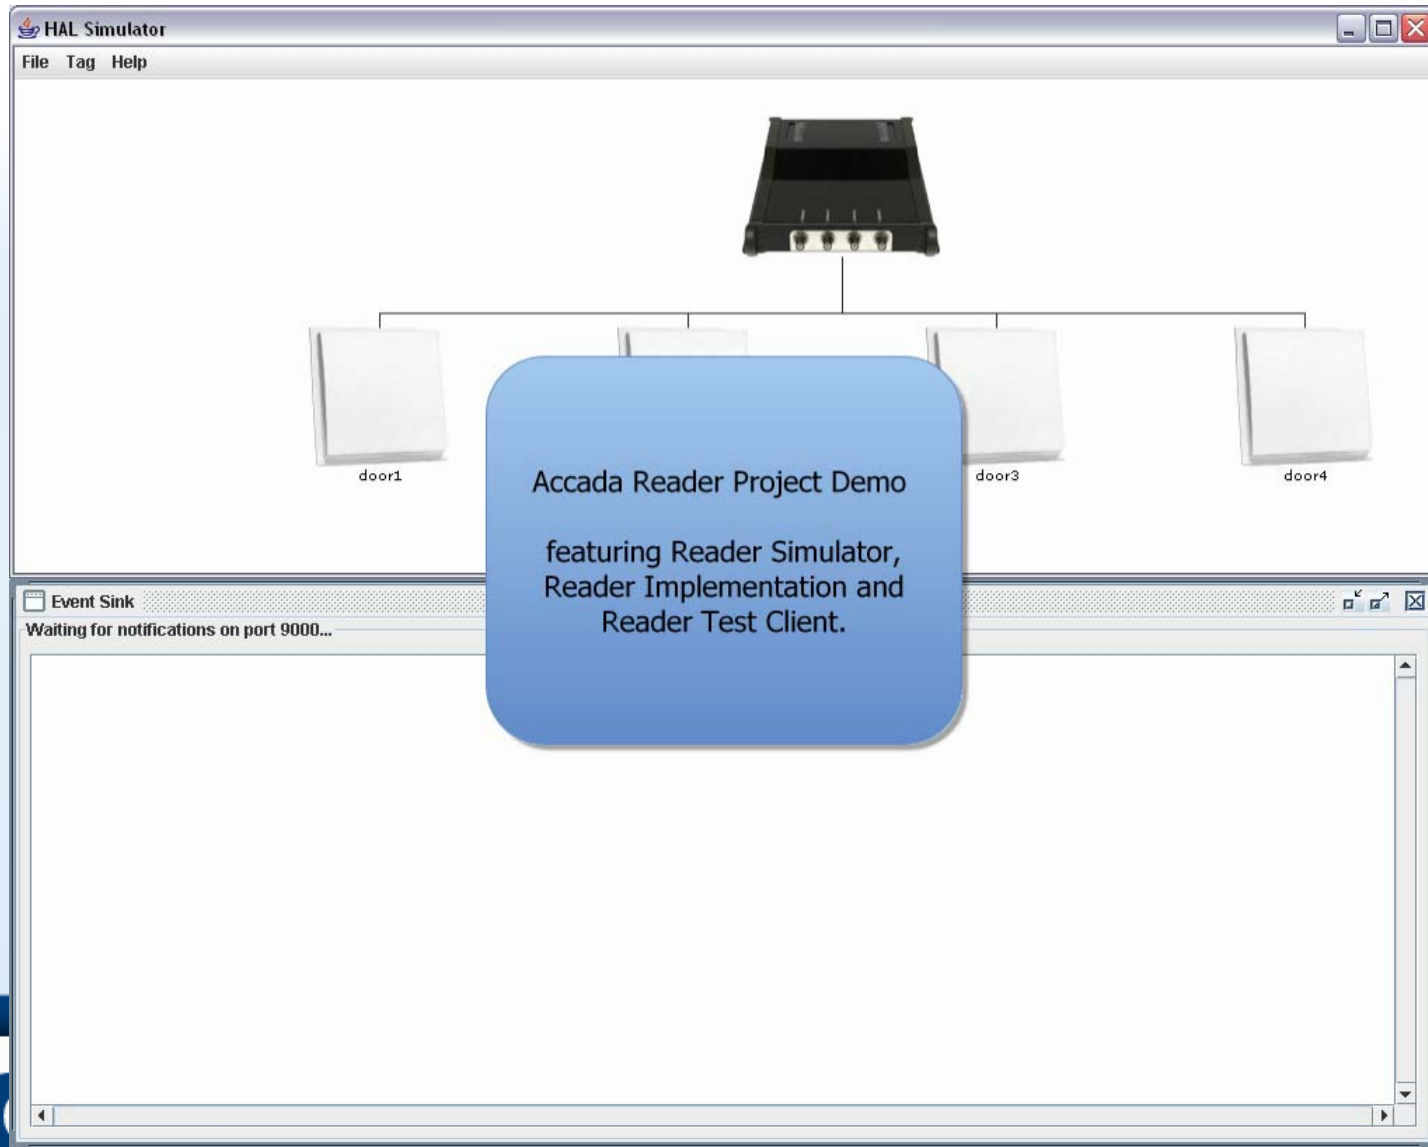 HAL Simulator
File Tag Help
door1
door3
door4
Accada Reader Project Demo
featuring Reader Simulator,
Reader Implementation and
Reader Test Client.
Event Sink
Waiting for notifications on port 9000...